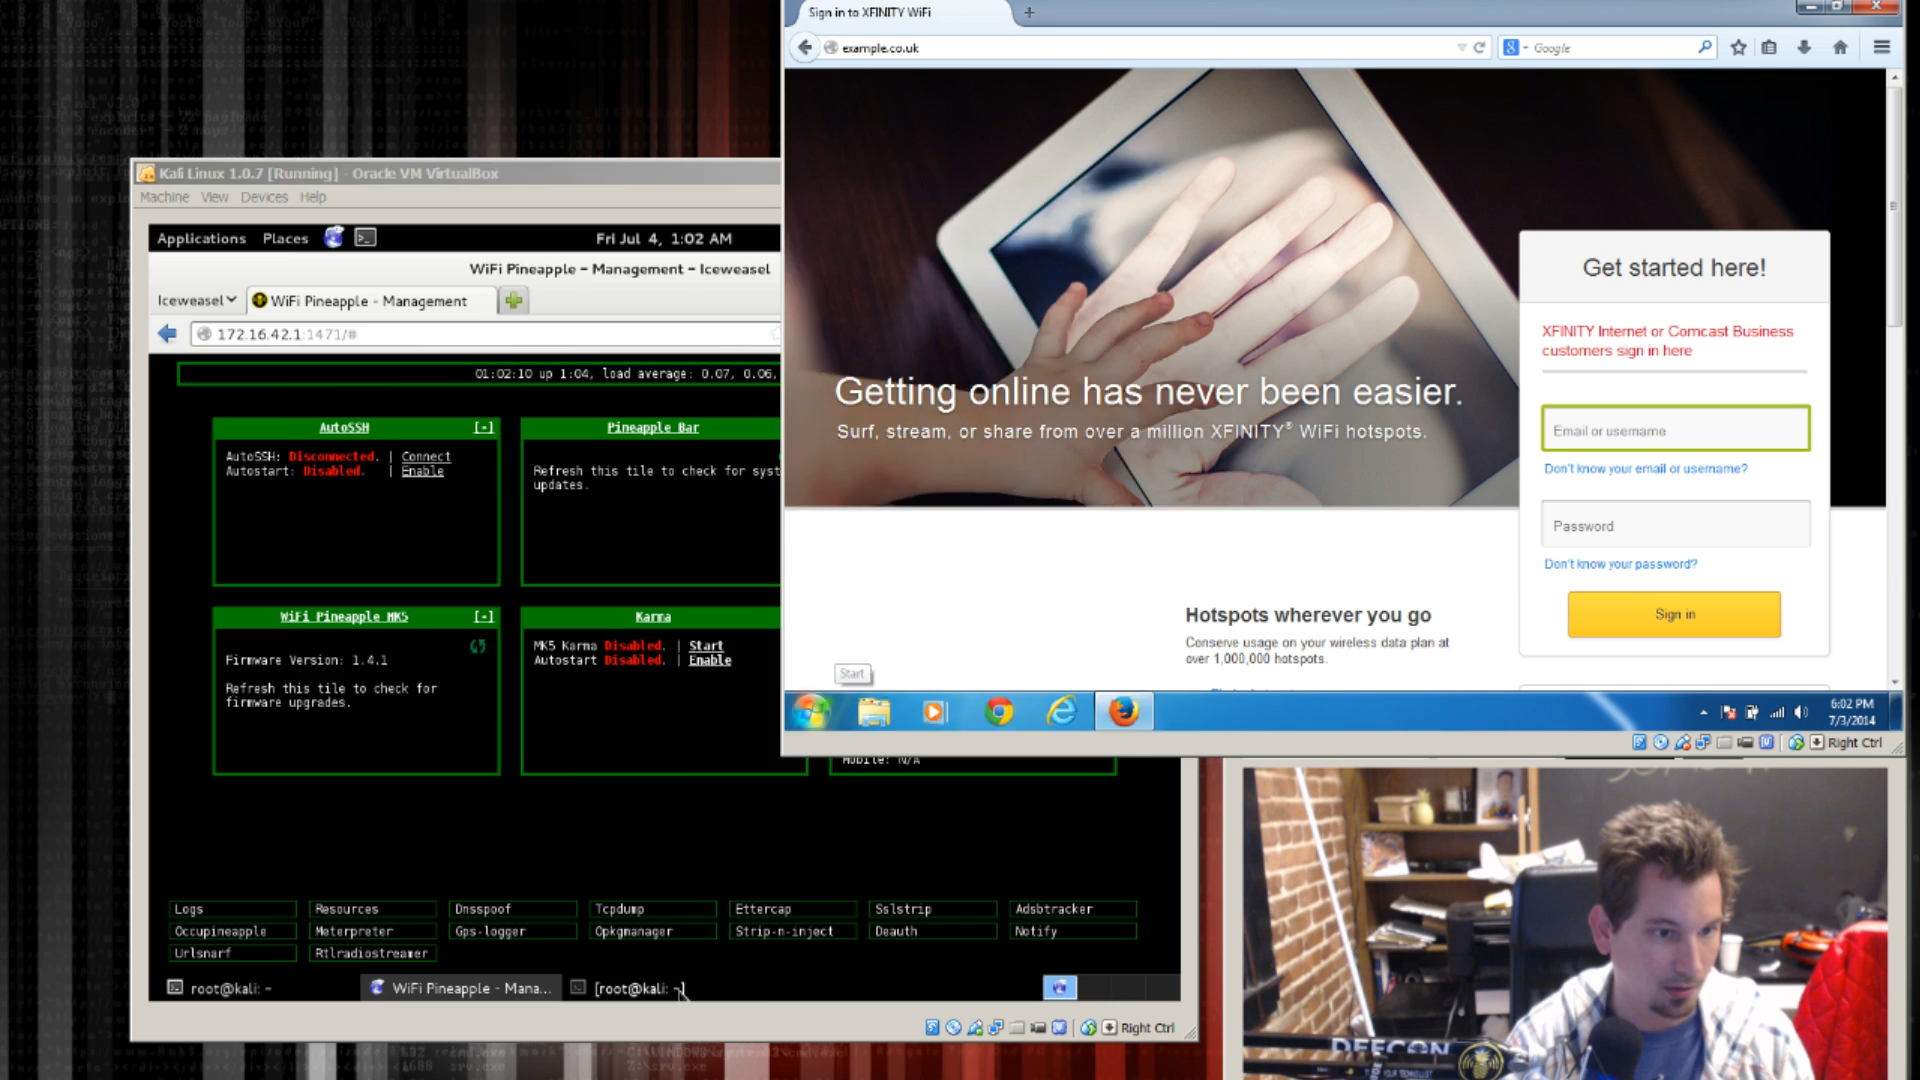 Sign in to XFINITY WiFi
example.co.uk
Google
Kali Linux 1.0.7 [Running] - Oracle VM VirtualBox
Machine View Devices Help
Applications Places
Fri Jul 4, 1:02 AM
WiFi Pineapple - Management - Iceweasel
Iceweasel
WiFi Pineapple - Management
172.16.42.1:1471/#
01:02:10 up 1:04, load average: 0.07, 0.06,
AutoSSH [-]
AutoSSH: Disconnected. | Connect
Autostart: Disabled. | Enable
Pineapple Bar
Refresh this tile to check for syst
updates.
WiFi Pineapple MK5 [-]
Firmware Version: 1.4.1
Refresh this tile to check for
firmware upgrades.
Karma
MK5 Karma Disabled. | Start
Autostart Disabled. | Enable
Mobile: N/A
Logs Resources Dnsspoof Tcpdump Ettercap Sslstrip Adsbtracker
Occupineapple Meterpreter Gps-logger Opkgmanager Strip-n-inject Deauth Notify
Urlsnarf Rtlradiostreamer
root@kali: ~
WiFi Pineapple - Mana...
[root@kali: ~]
Right Ctrl
Getting online has never been easier.
Surf, stream, or share from over a million XFINITY® WiFi hotspots.
Get started here!
XFINITY Internet or Comcast Business
customers sign in here
Email or username
Don't know your email or username?
Password
Don't know your password?
Sign in
Hotspots wherever you go
Conserve usage on your wireless data plan at
over 1,000,000 hotspots.
Start
6:02 PM
7/3/2014
Right Ctrl
DEFCON